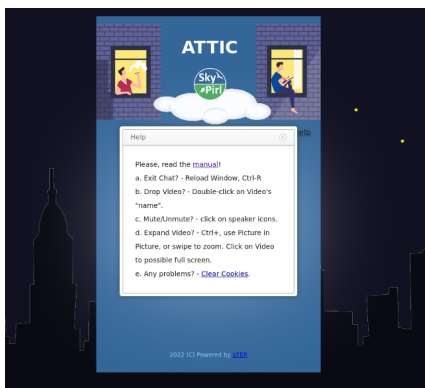 ATTIC
Sky
Pirl
help
Help
Please, read the manual!
a. Exit Chat? - Reload Window, Ctrl-R
b. Drop Video? - Double-click on Video's
"name".
c. Mute/Unmute? - click on speaker icons.
d. Expand Video? - Ctrl+, use Picture in
Picture, or swipe to zoom. Click on Video
to possible full screen.
e. Any problems? - Clear Cookies.
2022 (C) Powered by xTER